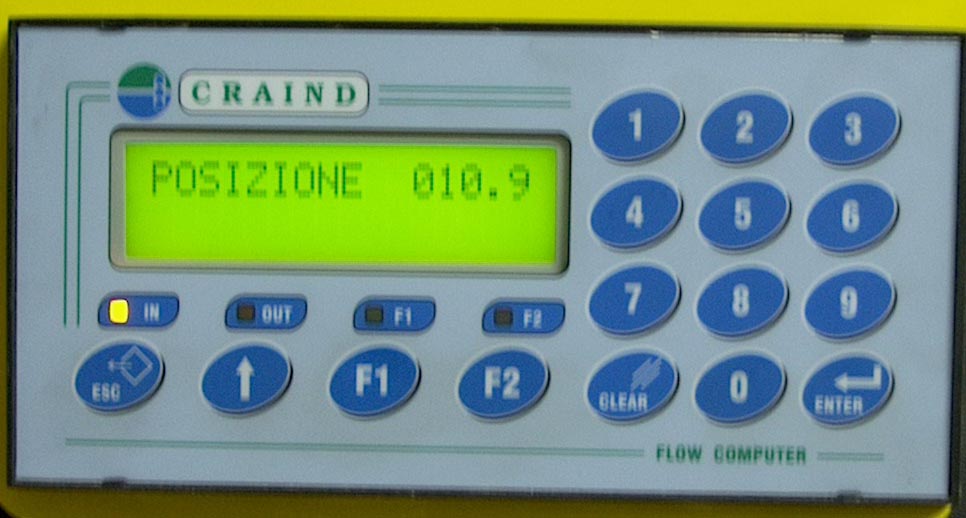 CRAIND
POSIZIONE 010.9
IN OUT F1 F2
ESC F1 F2
1 2 3
4 5 6
7 8 9
CLEAR 0 ENTER
FLOW COMPUTER